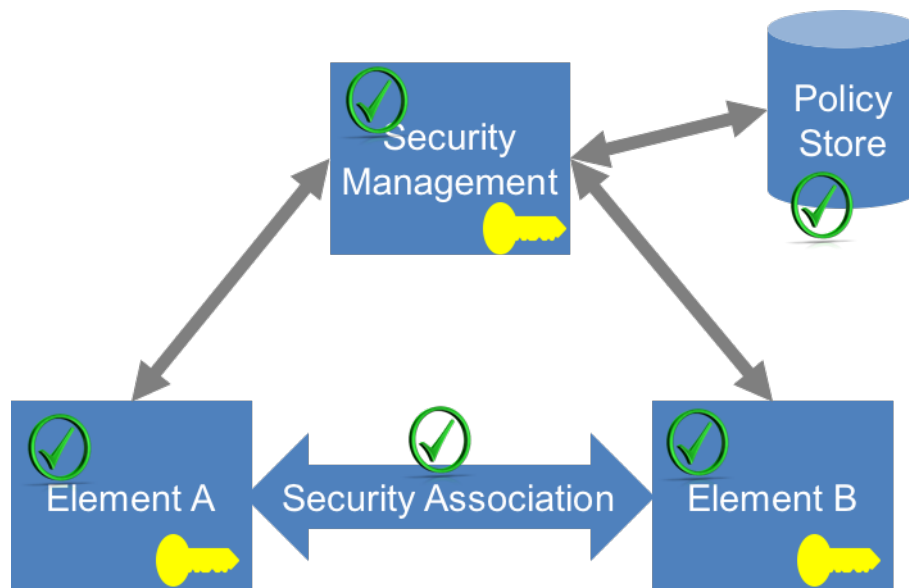 Policy
Store
Security
Management
Element A
Security Association
Element B